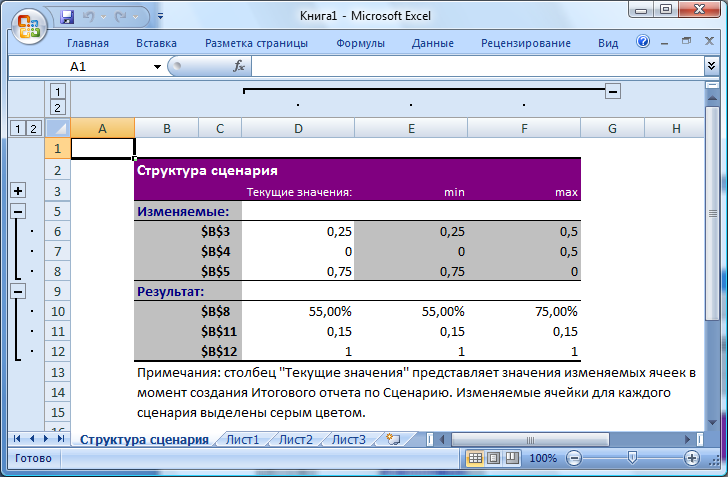 Книга1 - Microsoft Excel
Главная Вставка Разметка страницы Формулы Данные Рецензирование Вид
A1 fx
1
2
1 2 A B C D E F G H
1
2 Структура сценария
3 Текущие значения: min max
5 Изменяемые:
6 $B$3 0,25 0,25 0,5
7 $B$4 0 0 0,5
8 $B$5 0,75 0,75 0
9 Результат:
10 $B$8 55,00% 55,00% 75,00%
11 $B$11 0,15 0,15 0,15
12 $B$12 1 1 1
13 Примечания: столбец "Текущие значения" представляет значения изменяемых ячеек в
14 момент создания Итогового отчета по Сценарию. Изменяемые ячейки для каждого
15 сценария выделены серым цветом.
16
Структура сценария Лист1 Лист2 Лист3
Готово 100%